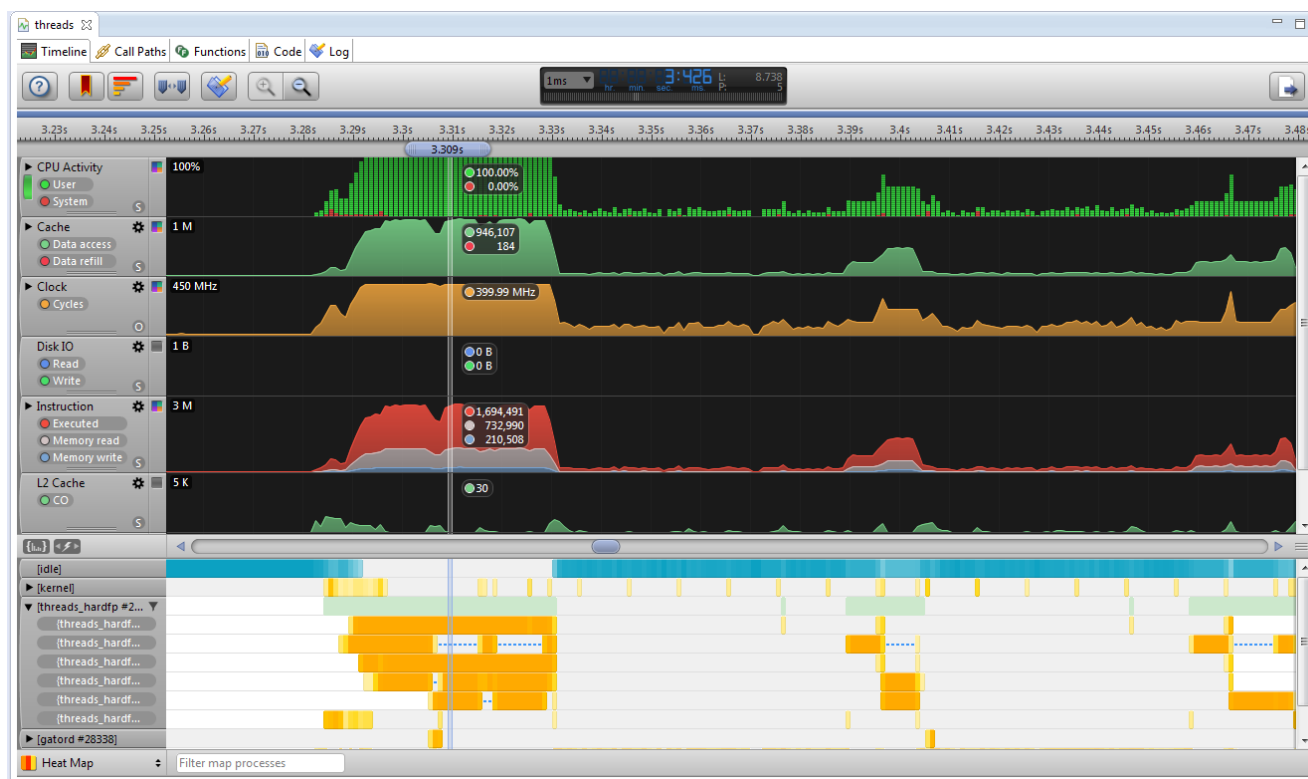 threads
Timeline Call Paths Functions Code Log
1ms 3:426 L: 8.738
hr. min. sec. ms. P: 5
3.23s 3.24s 3.25s 3.26s 3.27s 3.28s 3.29s 3.3s 3.31s 3.32s 3.33s 3.34s 3.35s 3.36s 3.37s 3.38s 3.39s 3.4s 3.41s 3.42s 3.43s 3.44s 3.45s 3.46s 3.47s 3.48s
3.309s
CPU Activity 100%
User 100.00%
System 0.00%
S
Cache 1 M
Data access 946,107
Data refill 184
S
Clock 450 MHz
Cycles 399.99 MHz
O
Disk IO 1 B
Read 0 B
Write 0 B
S
Instruction 3 M
Executed 1,694,491
Memory read 732,990
Memory write 210,508
S
L2 Cache 5 K
CO 30
S
[idle]
[kernel]
[threads_hardfp #2...
{threads_hardf...
{threads_hardf...
{threads_hardf...
{threads_hardf...
{threads_hardf...
{threads_hardf...
[gatord #28338]
Heat Map Filter map processes